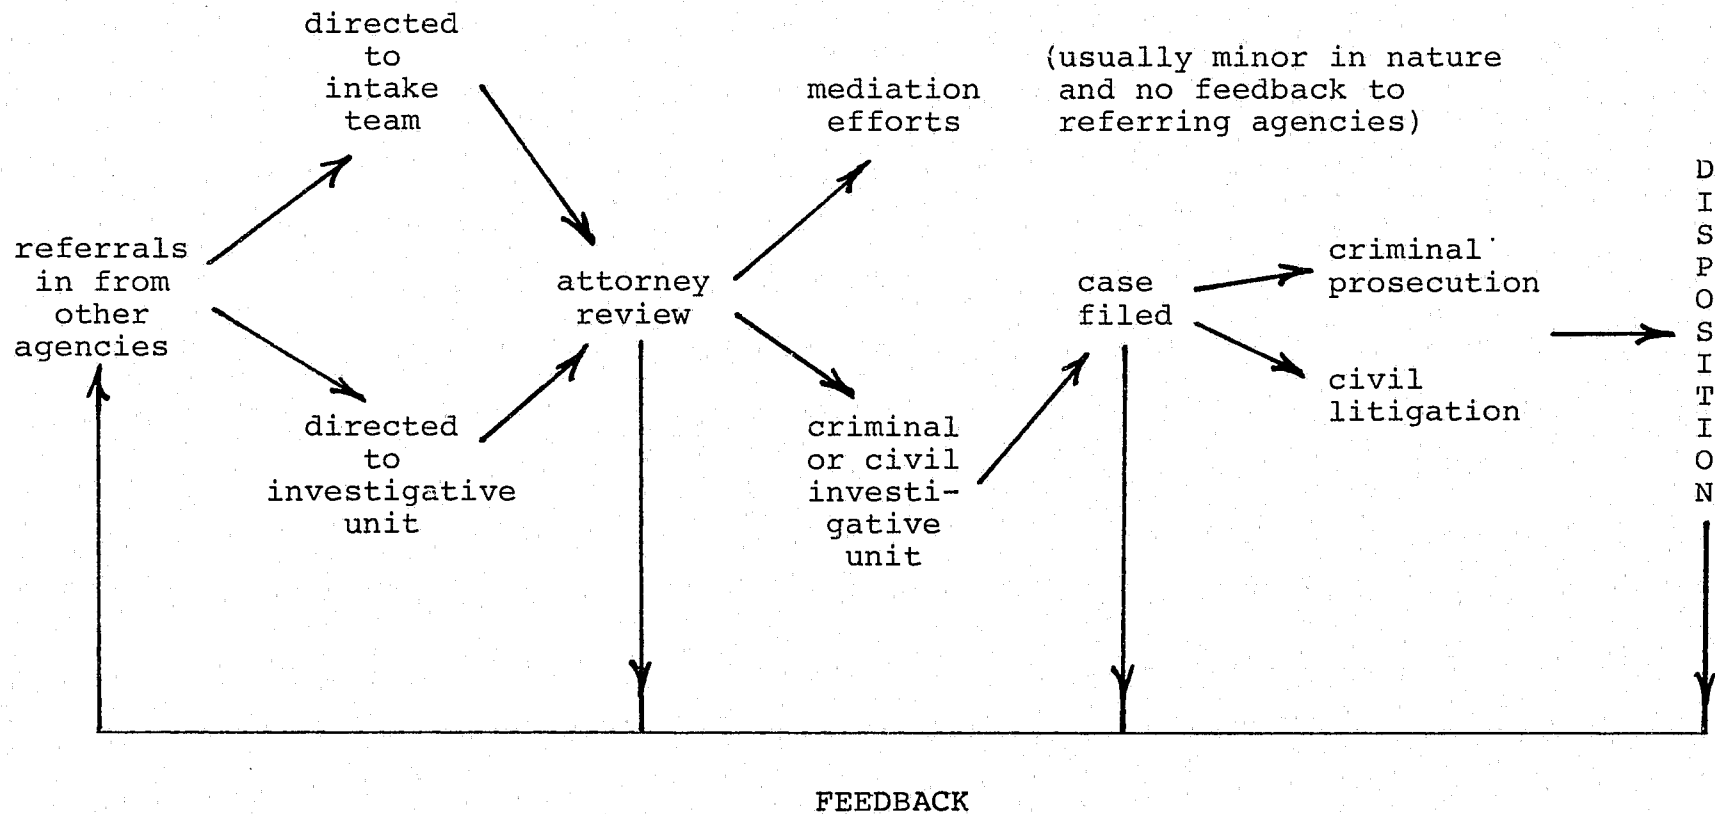 directed
to
intake
team
mediation
efforts
(usually minor in nature
and no feedback to
referring agencies)
referrals
in from
other
agencies
attorney
review
case
filed
criminal
prosecution
civil
litigation
directed
to
investigative
unit
criminal
or civil
investi-
gative
unit
DISPOSITION
FEEDBACK